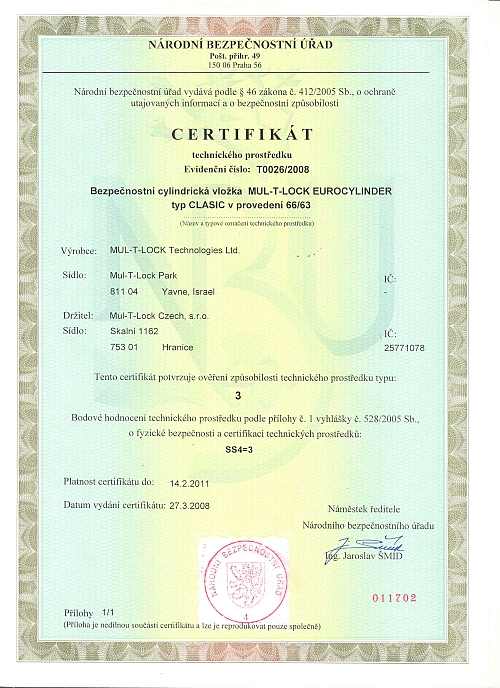 NÁRODNÍ BEZPEČNOSTNÍ ÚŘAD
Pošt. přihr. 49
150 06 Praha 56
Národní bezpečnostní úřad vydává podle § 46 zákona č. 412/2005 Sb., o ochraně
utajovaných informací a o bezpečnostní způsobilosti
CERTIFIKÁT
technického prostředku
Evidenční číslo: T0026/2008
Bezpečnostní cylindrická vložka MUL-T-LOCK EUROCYLINDER
typ CLASIC v provedení 66/63
(Název a typové označení technického prostředku)
Výrobce: MUL-T-LOCK Technologies Ltd.
Sídlo: Mul-T-Lock Park IČ:
811 04 Yavne, Israel -
Držitel: Mul-T-Lock Czech, s.r.o.
Sídlo: Skalní 1162 IČ:
753 01 Hranice 25771078
Tento certifikát potvrzuje ověření způsobilosti technického prostředku typu:
3
Bodové hodnocení technického prostředku podle přílohy č. 1 vyhlášky č. 528/2005 Sb.,
o fyzické bezpečnosti a certifikaci technických prostředků:
SS4=3
Platnost certifikátu do: 14.2.2011
Datum vydání certifikátu: 27.3.2008
Náměstek ředitele
Národního bezpečnostního úřadu
Ing. Jaroslav ŠMÍD
NÁRODNÍ BEZPEČNOSTNÍ ÚŘAD
4
011702
Přílohy 1/1
(Příloha je nedílnou součástí certifikátu a lze je reprodukovat pouze společně)